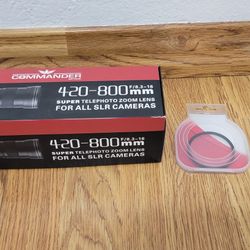 COMMANDER
420-800mm
F/8.3-16
SUPER TELEPHOTO ZOOM LENS
FOR ALL SLR CAMERAS
420-800mm
F/8.3-16
SUPER TELEPHOTO ZOOM LENS
FOR ALL SLR CAMERAS